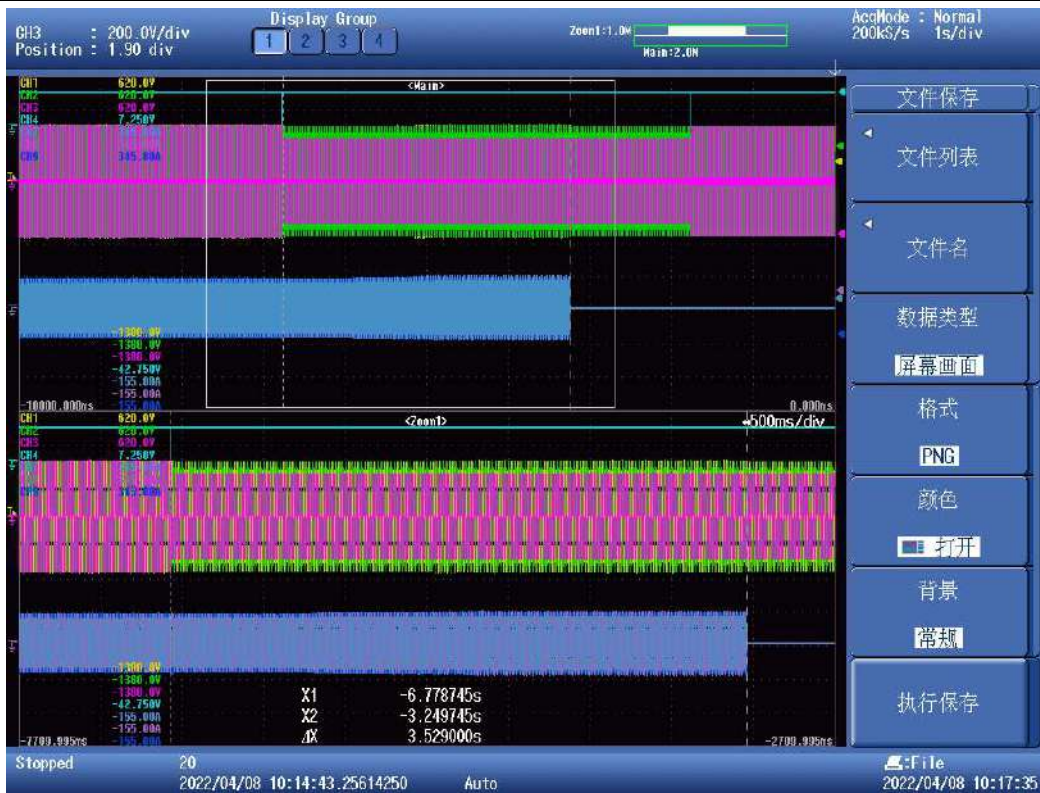 CH3 : 200.0V/div
Position : 1.90 div
Display Group
1 2 3 4
Zoom1:1.0M
Main:2.0M
AcqMode : Normal
200kS/s 1s/div
CH1 620.0V
CH2 620.0V
CH3 620.0V
CH4 7.250V
345.00A
<Main>
-1380.0V
-1380.0V
-1380.0V
-42.750V
-155.00A
-155.00A
-155.00A
-10000.000ms
0.000ns
CH1 620.0V
CH2 620.0V
CH3 620.0V
CH4 7.250V
<Zoom1>
500ms/div
-1380.0V
-1380.0V
-1380.0V
-42.750V
-155.00A
-155.00A
-155.00A
X1 -6.778745s
X2 -3.249745s
ΔX 3.529000s
-7709.995ms
-2709.995ms
文件保存
文件列表
文件名
数据类型
屏幕画面
格式
PNG
颜色
打开
背景
常规
执行保存
Stopped
20
2022/04/08 10:14:43.25614250
Auto
:File
2022/04/08 10:17:35